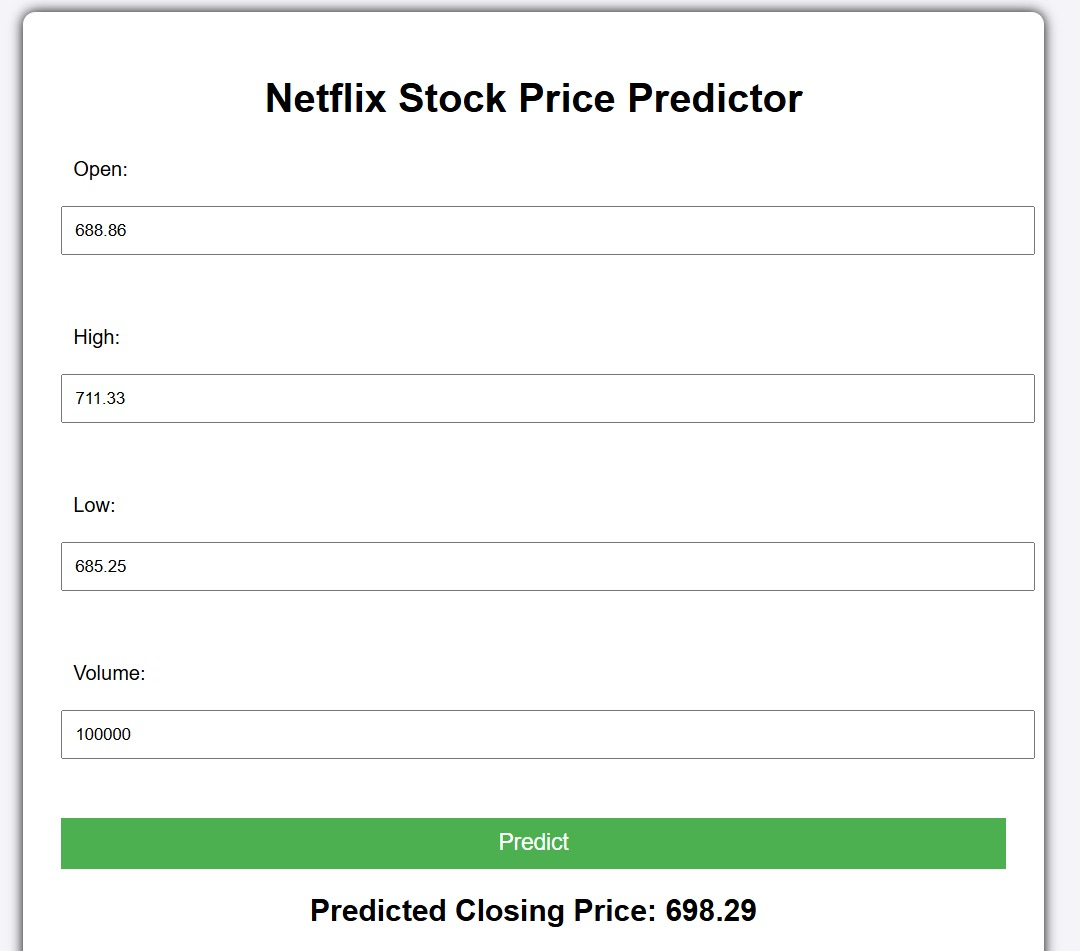 Netflix Stock Price Predictor
Open:
688.86
High:
711.33
Low:
685.25
Volume:
100000
Predict
Predicted Closing Price: 698.29